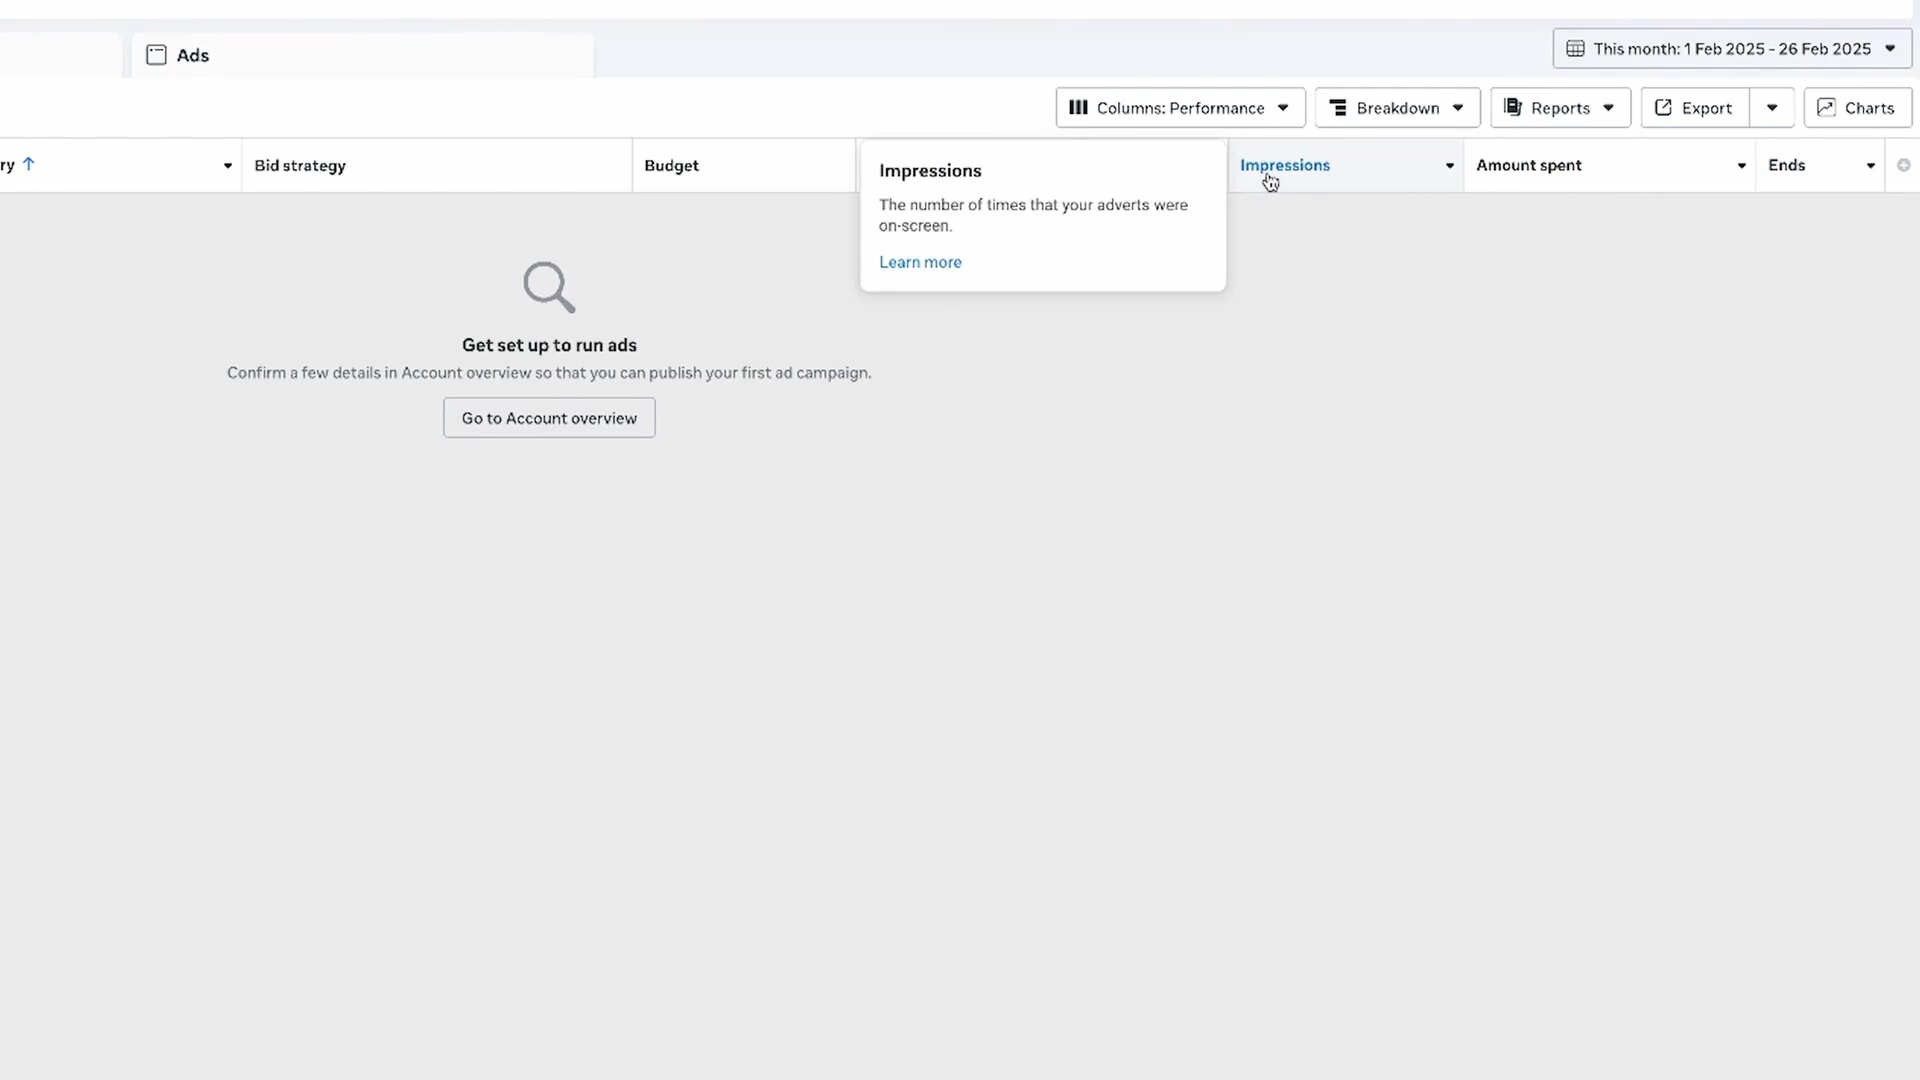 Ads
This month: 1 Feb 2025 - 26 Feb 2025
Columns: Performance
Breakdown
Reports
Export
Charts
ry ↑
Bid strategy
Budget
Impressions
Amount spent
Ends
Impressions
The number of times that your adverts were
on-screen.
Learn more
Get set up to run ads
Confirm a few details in Account overview so that you can publish your first ad campaign.
Go to Account overview